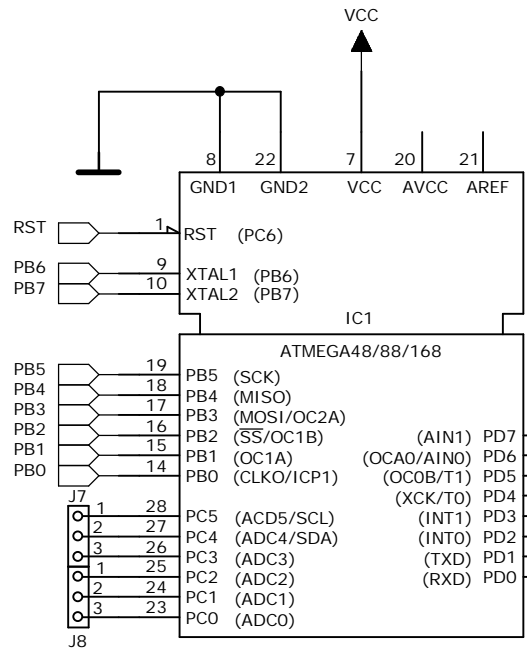 VCC
8 22 7 20 21
GND1 GND2 VCC AVCC AREF
RST 1 RST (PC6)
PB6 9 XTAL1 (PB6)
PB7 10 XTAL2 (PB7)
IC1
ATMEGA48/88/168
PB5 19 PB5 (SCK)
PB4 18 PB4 (MISO)
PB3 17 PB3 (MOSI/OC2A)
PB2 16 PB2 (SS/OC1B) (AIN1) PD7
PB1 15 PB1 (OC1A) (OCA0/AIN0) PD6
PB0 14 PB0 (CLKO/ICP1) (OC0B/T1) PD5
(XCK/T0) PD4
J7 1 28 PC5 (ACD5/SCL) (INT1) PD3
2 27 PC4 (ADC4/SDA) (INT0) PD2
3 26 PC3 (ADC3) (TXD) PD1
1 25 PC2 (ADC2) (RXD) PD0
2 24 PC1 (ADC1)
3 23 PC0 (ADC0)
J8